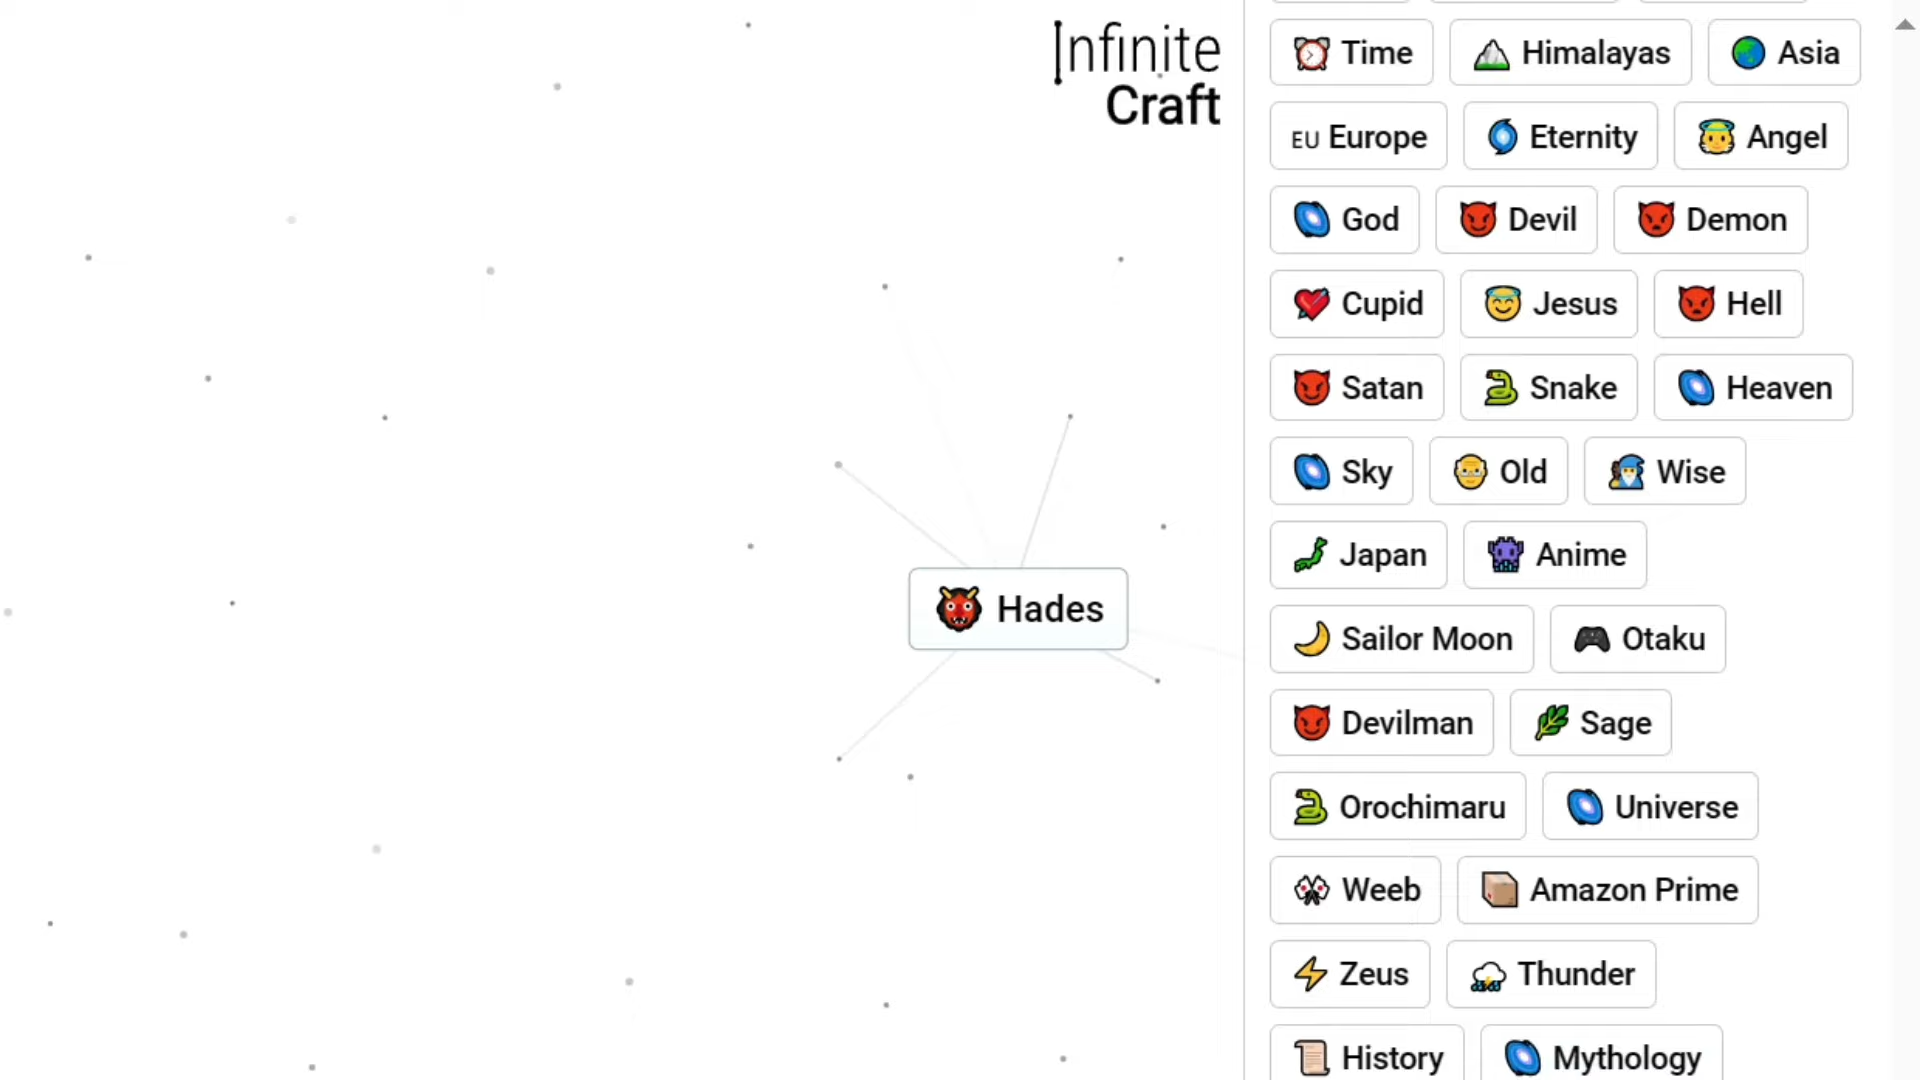 Infinite
Craft
Time Himalayas Asia
EU Europe Eternity Angel
God Devil Demon
Cupid Jesus Hell
Satan Snake Heaven
Sky Old Wise
Japan Anime
Hades
Sailor Moon Otaku
Devilman Sage
Orochimaru Universe
Weeb Amazon Prime
Zeus Thunder
History Mythology